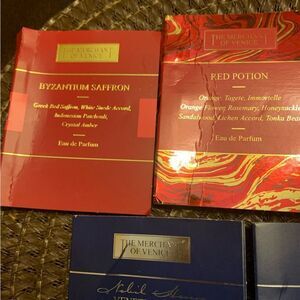 THE MERCHANT
OF VENICE
BYZANTIUM SAFFRON
Greek Red Saffron, White Suede Accord,
Indonesian Patchouli,
Crystal Amber
Eau de Parfum
THE MERCHANT
OF VENICE
RED POTION
Orange, Tagete, Immortelle
Orange Flower, Rosemary, Honeysuckle
Sandalwood, Lichen Accord, Tonka Bean
Eau de Parfum
THE MERCHANT
OF VENICE
Nobil